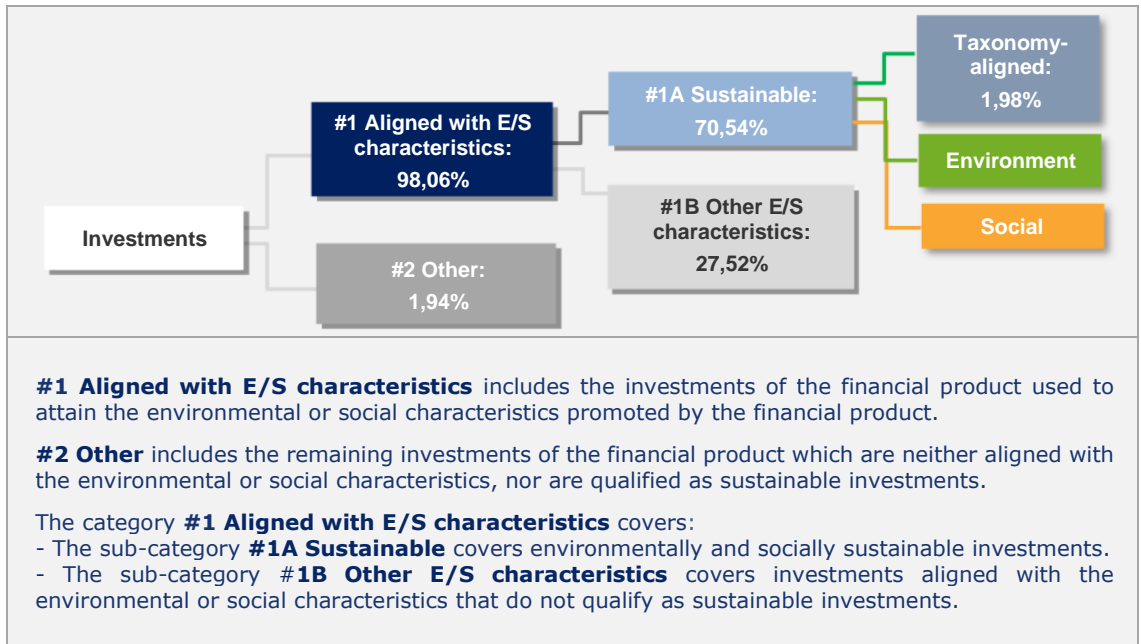 Taxonomy-
aligned:
1,98%
#1A Sustainable:
70,54%
#1 Aligned with E/S
characteristics:
98,06%
Environment
#1B Other E/S
characteristics:
27,52%
Social
Investments
#2 Other:
1,94%
#1 Aligned with E/S characteristics includes the investments of the financial product used to
attain the environmental or social characteristics promoted by the financial product.
#2 Other includes the remaining investments of the financial product which are neither aligned with
the environmental or social characteristics, nor are qualified as sustainable investments.
The category #1 Aligned with E/S characteristics covers:
- The sub-category #1A Sustainable covers environmentally and socially sustainable investments.
- The sub-category #1B Other E/S characteristics covers investments aligned with the
environmental or social characteristics that do not qualify as sustainable investments.